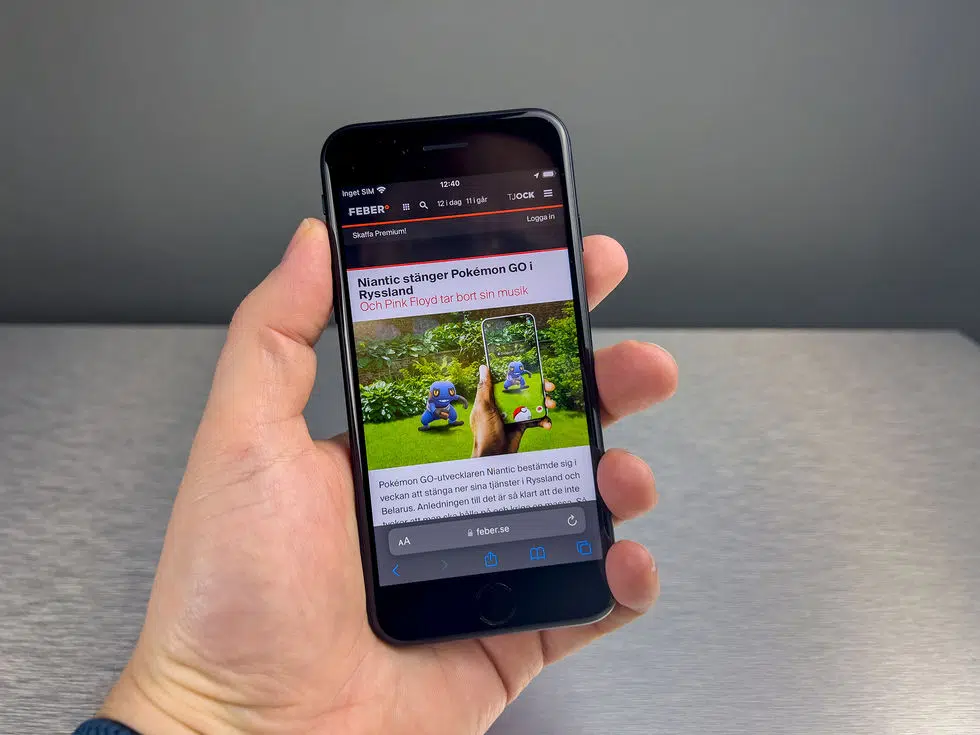 Inget SIM 12:40
FEBER 12 i dag 11 i går TJOCK
Skaffa Premium! Logga in
Niantic stänger Pokémon GO i
Ryssland
Och Pink Floyd tar bort sin musik
Pokémon GO-utvecklaren Niantic bestämde sig i
veckan att stänga ner sina tjänster i Ryssland och
Belarus. Anledningen till det är så klart att de inte
AA feber.se